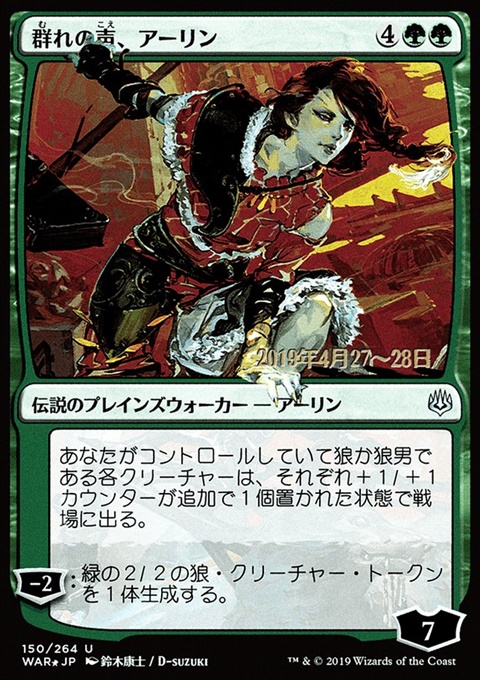 群れの声、アーリン 4
む こえ
2019年4月27~28日
伝説のプレインズウォーカー ― アーリン
あなたがコントロールしていて狼か狼男で
ある各クリーチャーは、それぞれ+1/+1
カウンターが追加で1個置かれた状態で戦
場に出る。
-2 :緑の2/2の狼・クリーチャー・トークン
を1体生成する。
7
150/264 U
WAR★JP 鈴木康士 / D-SUZUKI
™ & © 2019 Wizards of the Coast